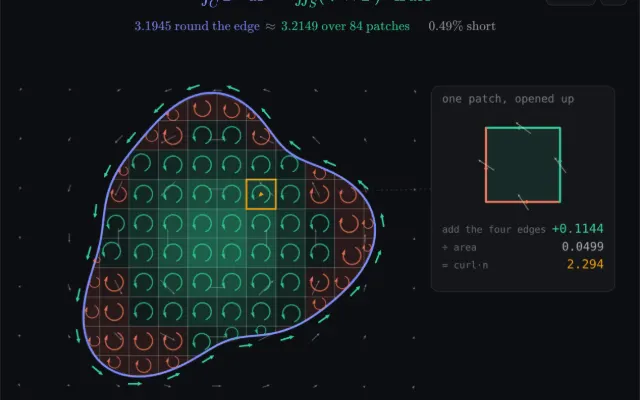 3.1945 round the edge ≈ 3.2149 over 84 patches 0.49% short
one patch, opened up
add the four edges +0.1144
÷ area 0.0499
= curl·n 2.294